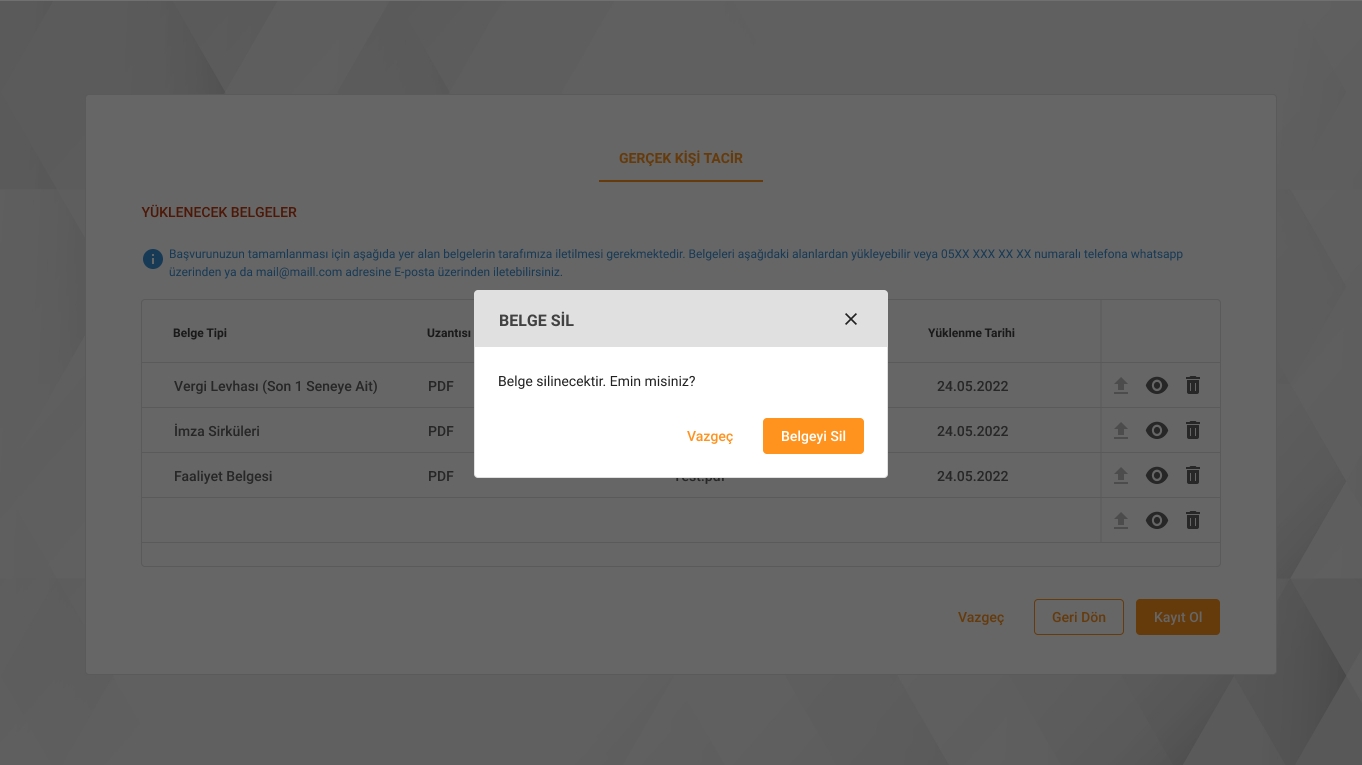 GERÇEK KİŞİ TACİR
YÜKLENECEK BELGELER
Başvurunuzun tamamlanması için aşağıda yer alan belgelerin tarafımıza iletilmesi gerekmektedir. Belgeleri aşağıdaki alanlardan yükleyebilir veya 05XX XXX XX XX numaralı telefona whatsapp
üzerinden ya da mail@maill.com adresine E-posta üzerinden iletebilirsiniz.
BELGE SİL
Belge silinecektir. Emin misiniz?
Vazgeç Belgeyi Sil
Belge Tipi Uzantısı Yüklenme Tarihi
Vergi Levhası (Son 1 Seneye Ait) PDF 24.05.2022
İmza Sirküleri PDF 24.05.2022
Faaliyet Belgesi PDF Test.pdf 24.05.2022
Vazgeç Geri Dön Kayıt Ol